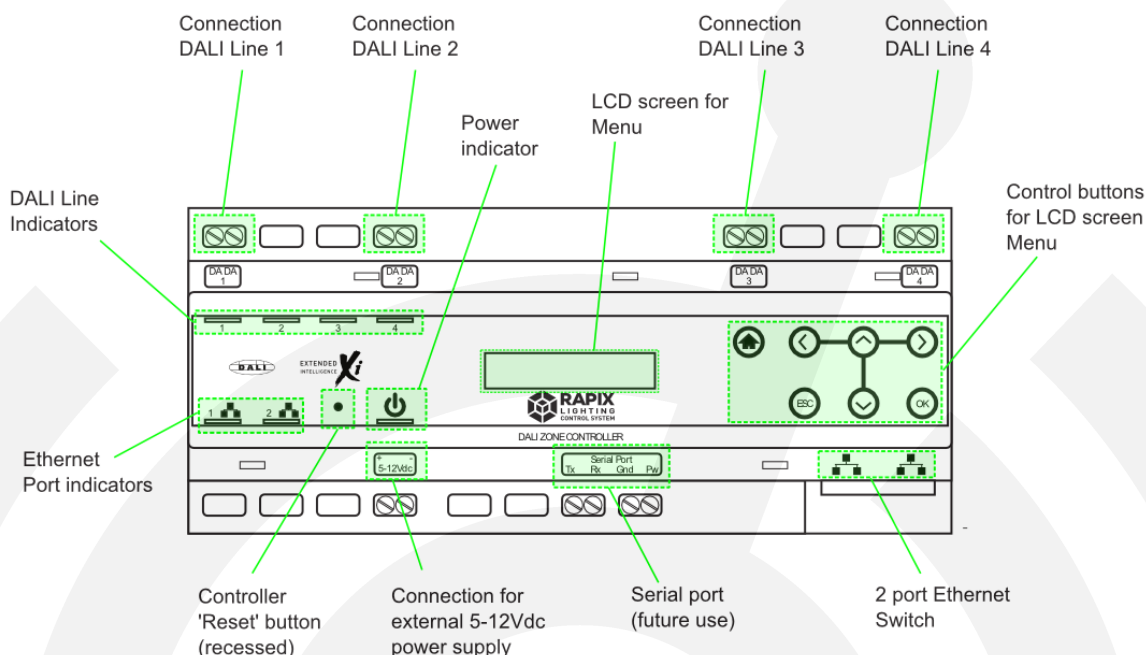 Connection
DALI Line 1
Connection
DALI Line 2
Connection
DALI Line 3
Connection
DALI Line 4
LCD screen for
Menu
Power
indicator
DALI Line
Indicators
Control buttons
for LCD screen
Menu
DA DA
1
DA DA
2
DA DA
3
DA DA
4
1 2 3 4
DALI
EXTENDED
INTELLIGENCE
Xi
ESC
OK
1 2
RAPIX
LIGHTING
CONTROL SYSTEM
DALI ZONE CONTROLLER
Ethernet
Port indicators
+ -
5-12Vdc
Serial Port
Tx Rx Gnd Pw
Controller
'Reset' button
(recessed)
Connection for
external 5-12Vdc
power supply
Serial port
(future use)
2 port Ethernet
Switch